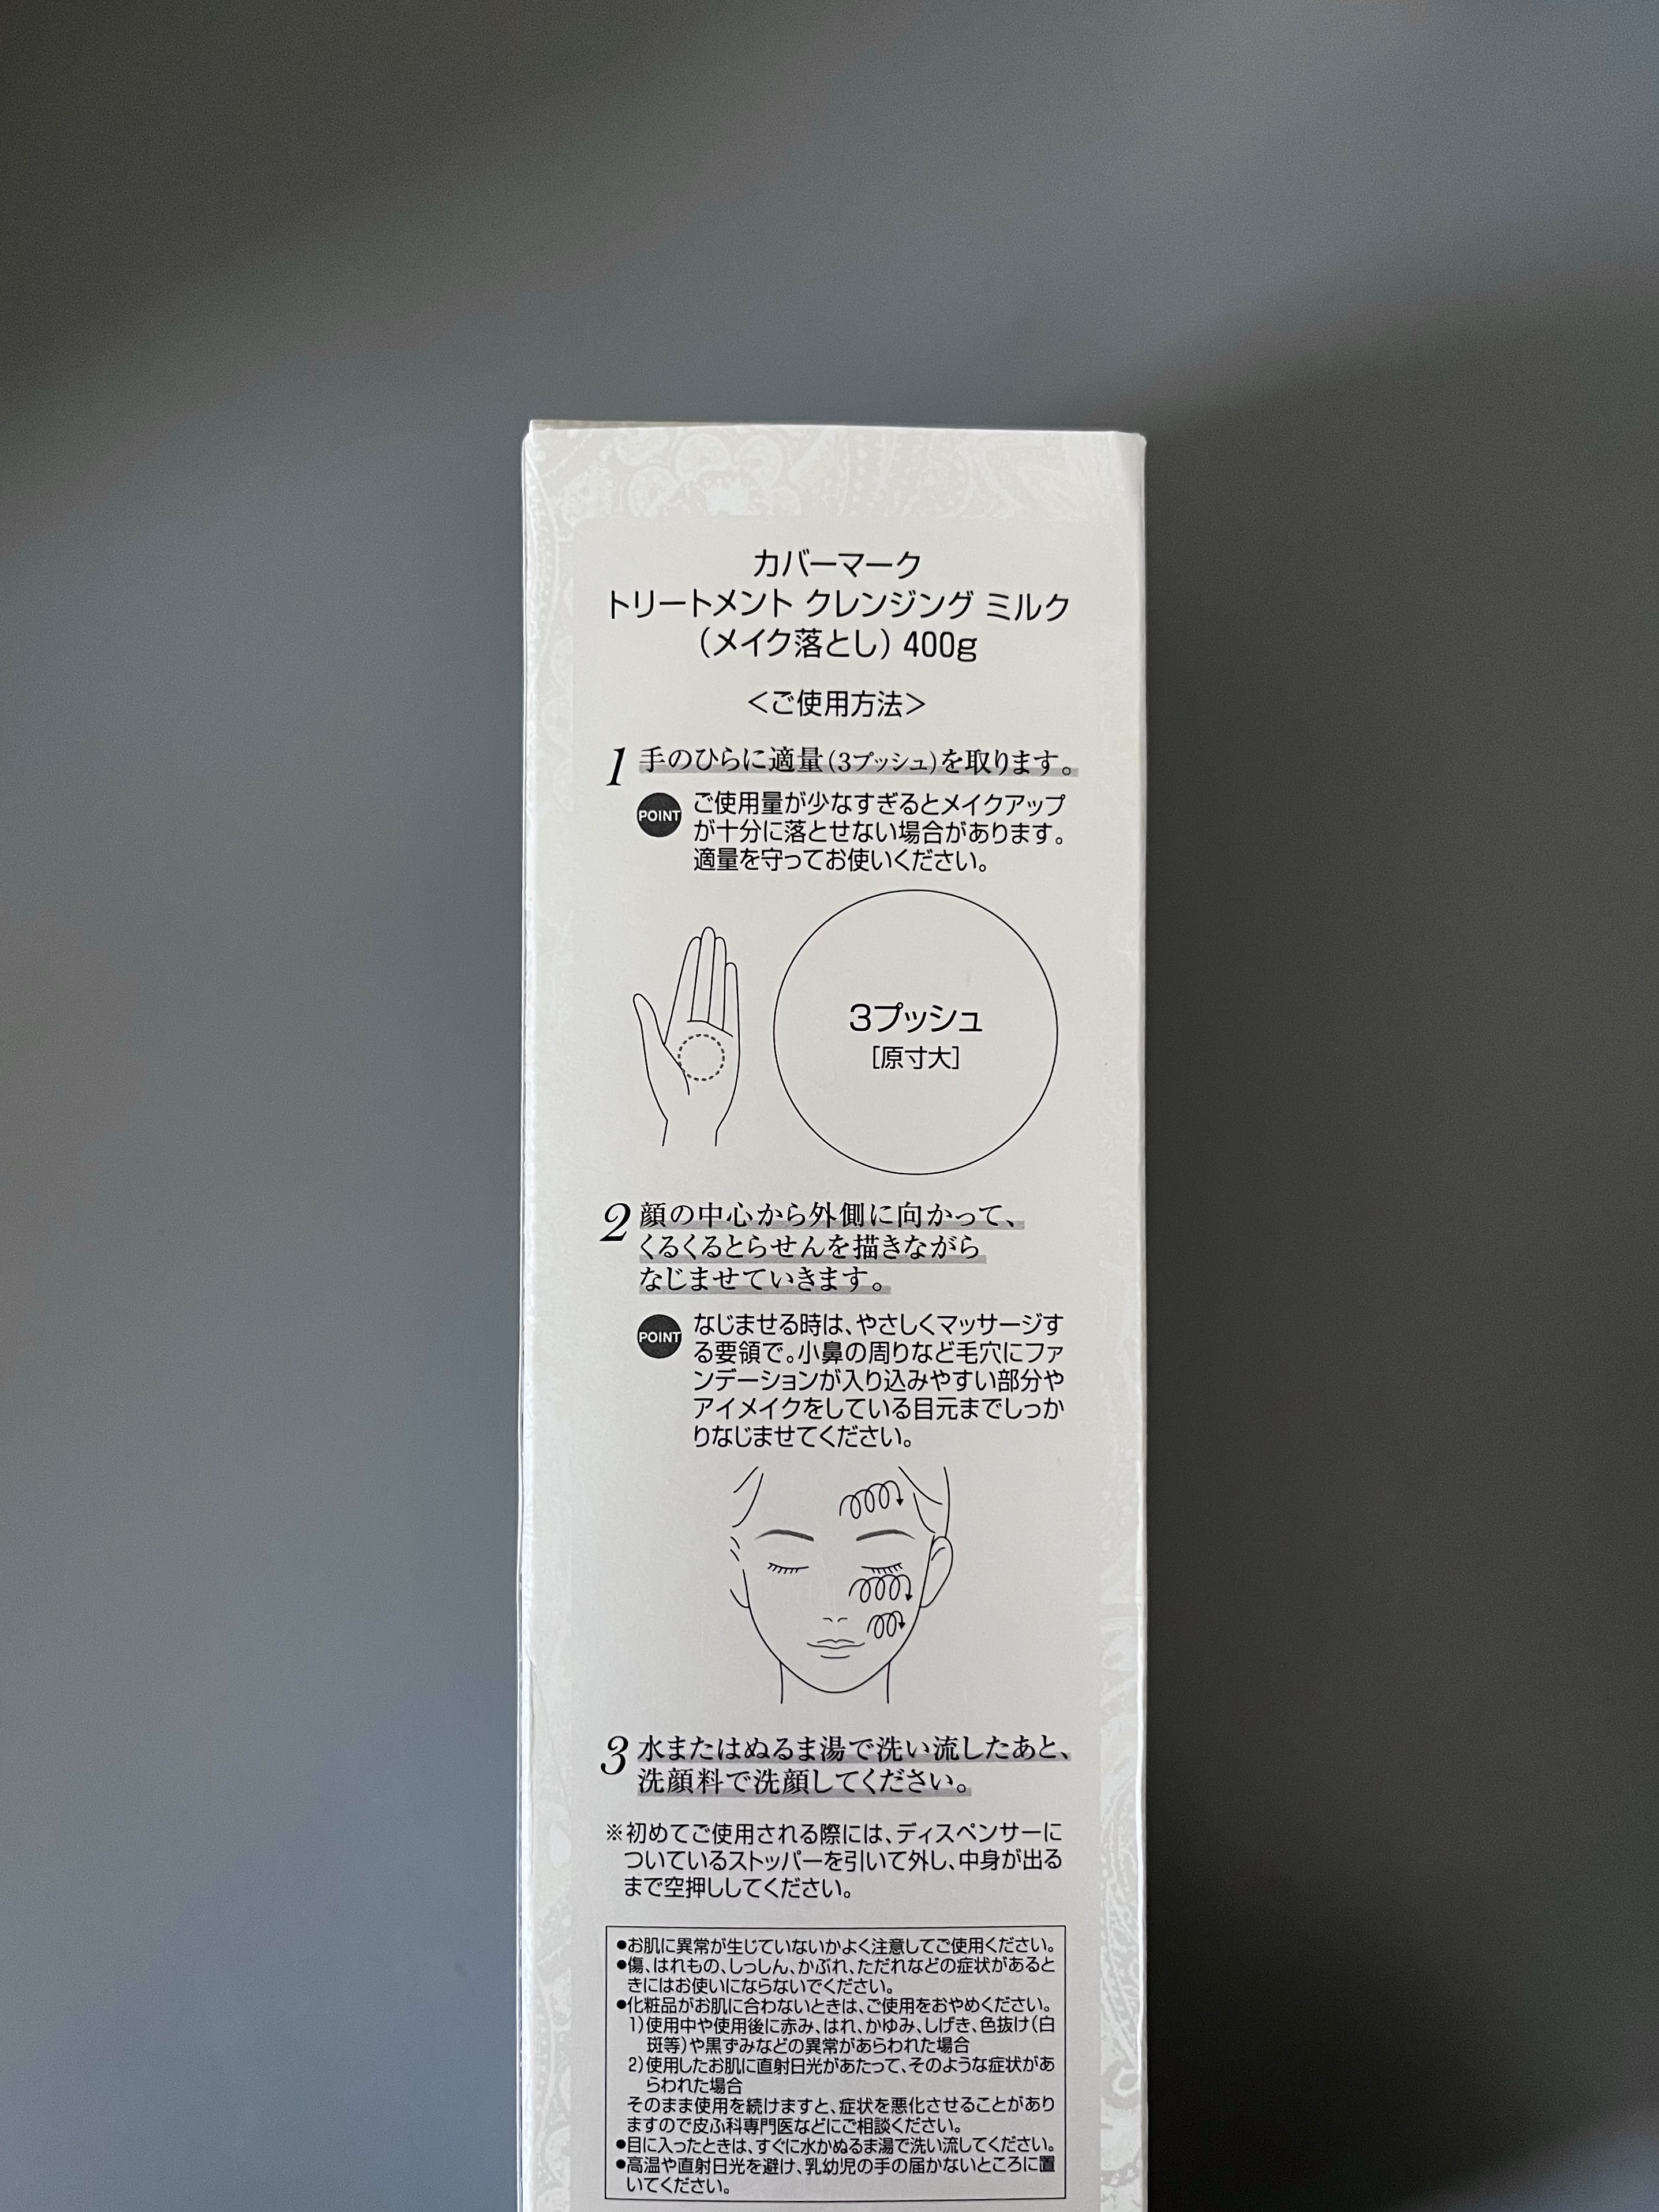 カバーマーク
トリートメント クレンジング ミルク
（メイク落とし）400g
＜ご使用方法＞
1 手のひらに適量（3プッシュ）を取ります。
POINT ご使用量が少なすぎるとメイクアップ
が十分に落とせない場合があります。
適量を守ってお使いください。
3プッシュ
［原寸大］
2 顔の中心から外側に向かって、
くるくるとらせんを描きながら
なじませていきます。
POINT なじませる時は、やさしくマッサージす
る要領で。小鼻の周りなど毛穴にファ
ンデーションが入り込みやすい部分や
アイメイクをしている目元までしっか
りなじませてください。
3 水またはぬるま湯で洗い流したあと、
洗顔料で洗顔してください。
※初めてご使用される際には、ディスペンサーに
ついているストッパーを引いて外し、中身が出る
まで空押ししてください。
●お肌に異常が生じていないかよく注意してご使用ください。
●傷、はれもの、しっしん、かぶれ、ただれなどの症状があると
きにはお使いにならないでください。
●化粧品がお肌に合わないときは、ご使用をおやめください。
1）使用中や使用後に赤み、はれ、かゆみ、しげき、色抜け（白
斑等）や黒ずみなどの異常があらわれた場合
2）使用したお肌に直射日光があたって、そのような症状があ
らわれた場合
そのまま使用を続けますと、症状を悪化させることがあり
ますので皮ふ科専門医などにご相談ください。
●目に入ったときは、すぐに水かぬるま湯で洗い流してください。
●高温や直射日光を避け、乳幼児の手の届かないところに置
いてください。